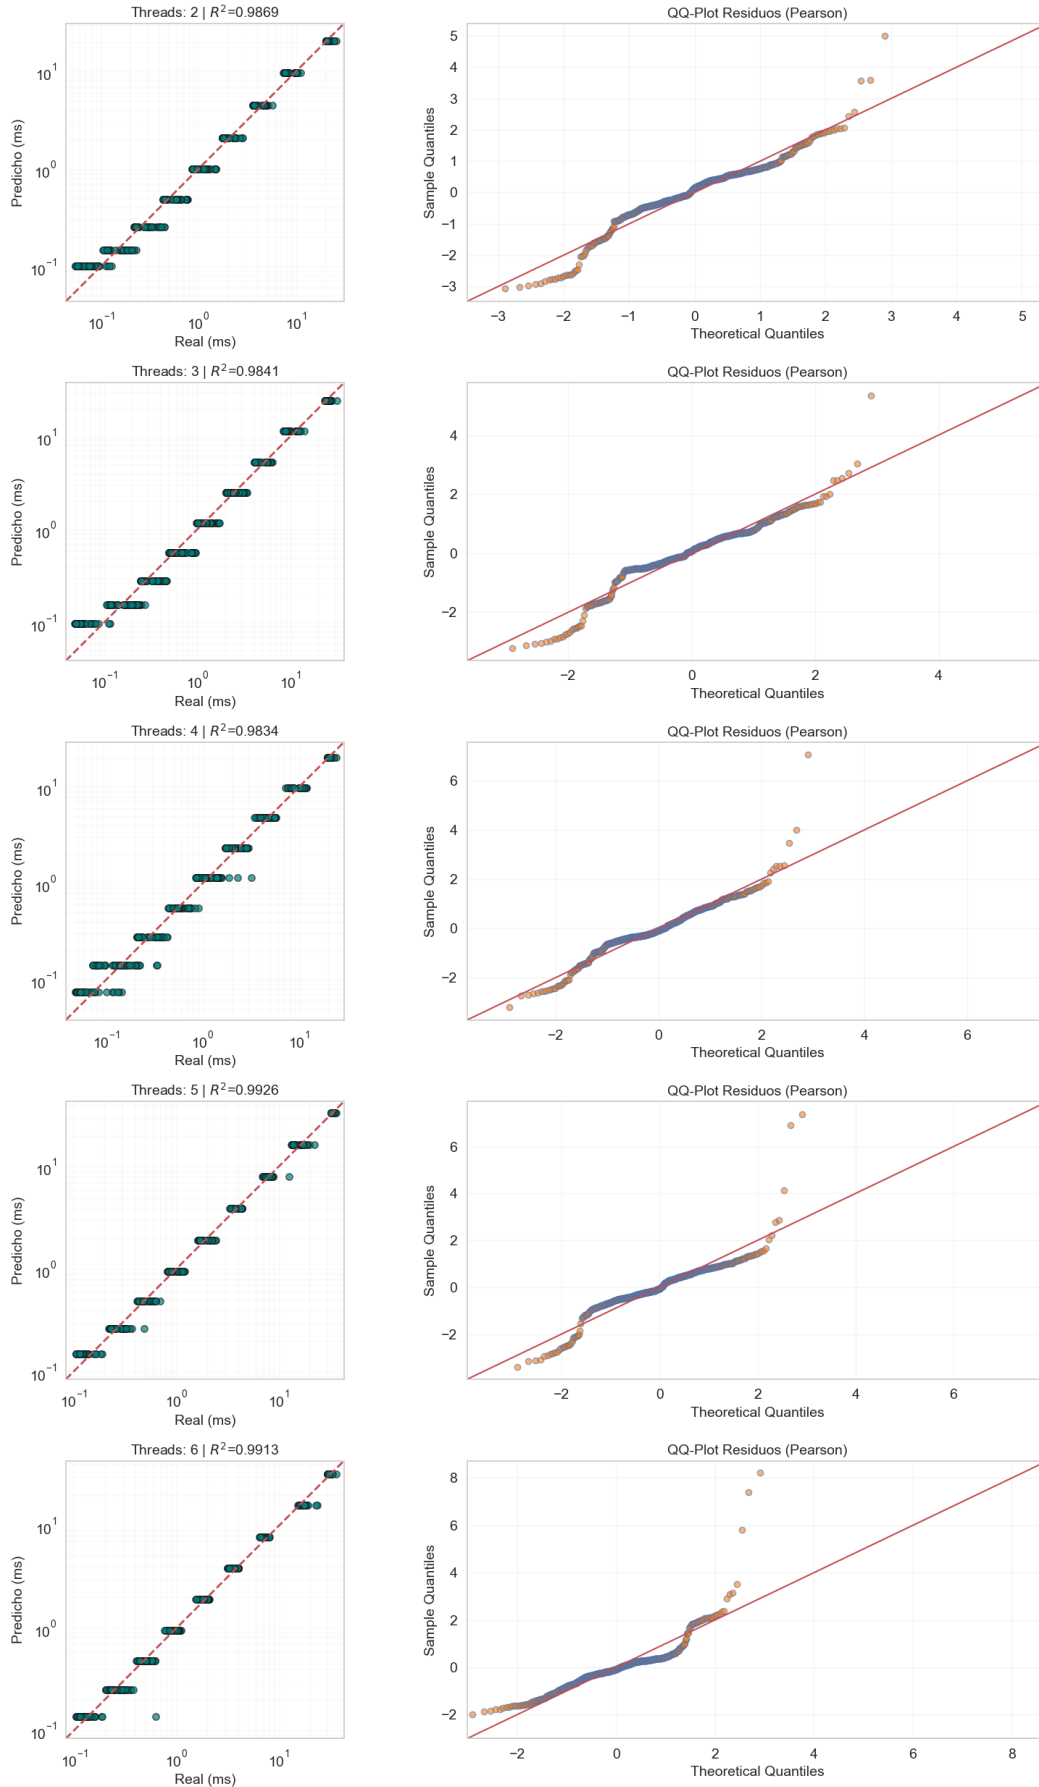 Threads: 2 | R²=0.9869
Predicho (ms)
10¹
10⁰
10⁻¹
10⁻¹ 10⁰ 10¹
Real (ms)
QQ-Plot Residuos (Pearson)
Sample Quantiles
5
4
3
2
1
0
−1
−2
−3
−3 −2 −1 0 1 2 3 4 5
Theoretical Quantiles
Threads: 3 | R²=0.9841
Predicho (ms)
10¹
10⁰
10⁻¹
10⁻¹ 10⁰ 10¹
Real (ms)
QQ-Plot Residuos (Pearson)
Sample Quantiles
4
2
0
−2
−2 0 2 4
Theoretical Quantiles
Threads: 4 | R²=0.9834
Predicho (ms)
10¹
10⁰
10⁻¹
10⁻¹ 10⁰ 10¹
Real (ms)
QQ-Plot Residuos (Pearson)
Sample Quantiles
6
4
2
0
−2
−2 0 2 4 6
Theoretical Quantiles
Threads: 5 | R²=0.9926
Predicho (ms)
10¹
10⁰
10⁻¹
10⁻¹ 10⁰ 10¹
Real (ms)
QQ-Plot Residuos (Pearson)
Sample Quantiles
6
4
2
0
−2
−2 0 2 4 6
Theoretical Quantiles
Threads: 6 | R²=0.9913
Predicho (ms)
10¹
10⁰
10⁻¹
10⁻¹ 10⁰ 10¹
Real (ms)
QQ-Plot Residuos (Pearson)
Sample Quantiles
8
6
4
2
0
−2
−2 0 2 4 6 8
Theoretical Quantiles